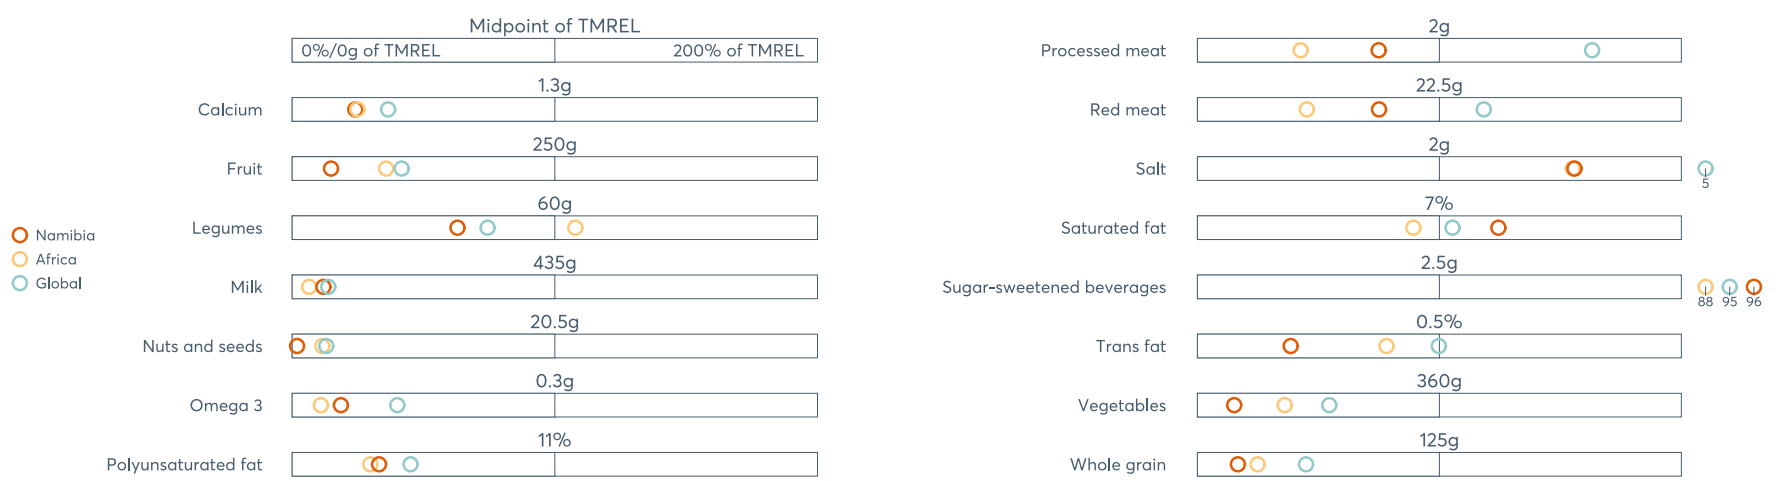 Midpoint of TMREL
0%/0g of TMREL 200% of TMREL
1.3g
Calcium
250g
Fruit
60g
Legumes
435g
Milk
20.5g
Nuts and seeds
0.3g
Omega 3
11%
Polyunsaturated fat
Namibia
Africa
Global
2g
Processed meat
22.5g
Red meat
2g
Salt
5
7%
Saturated fat
2.5g
Sugar-sweetened beverages
88 95 96
0.5%
Trans fat
360g
Vegetables
125g
Whole grain